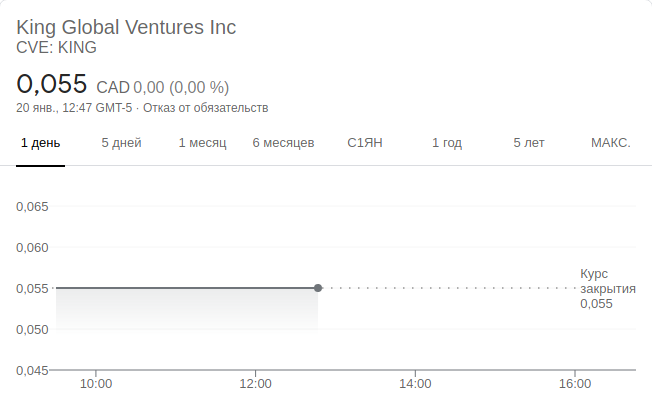 King Global Ventures Inc
CVE: KING
0,055 CAD 0,00 (0,00 %)
20 янв., 12:47 GMT-5 · Отказ от обязательств
1 день 5 дней 1 месяц 6 месяцев С1ЯН 1 год 5 лет МАКС.
0,065
0,060
0,055
0,050
0,045
Курс
закрытия
0,055
10:00 12:00 14:00 16:00